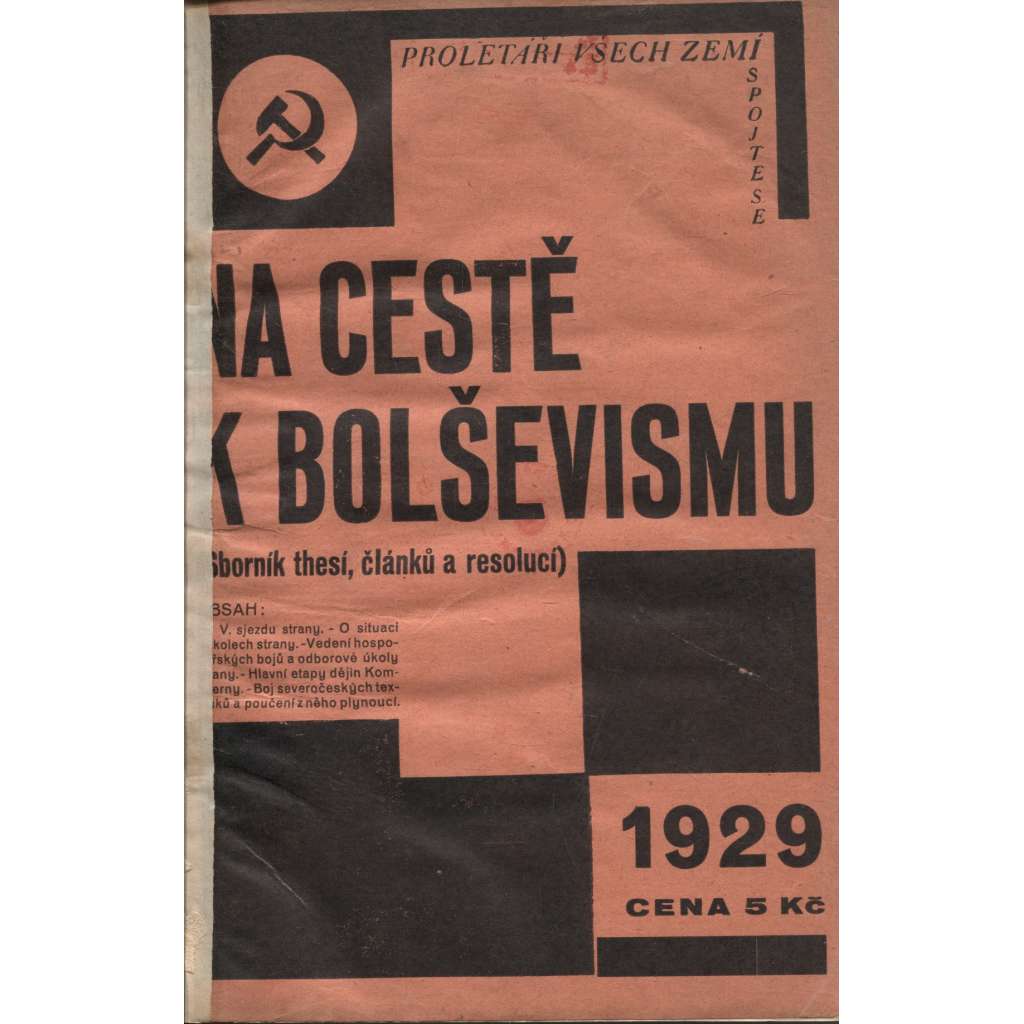 PROLETÁŘI VŠECH ZEMÍ
SPOJTE SE
NA CESTĚ
K BOLŠEVISMU
Sborník thesí, článků a resolucí)
BSAH:
V. sjezdu strany. - O situaci
kolech strany. - Vedení hospo-
řských bojů a odborové úkoly
any. - Hlavní etapy dějin Kom-
erny. - Boj severočeských tex-
ků a poučení z něho plynoucí.
1929
CENA 5 Kč